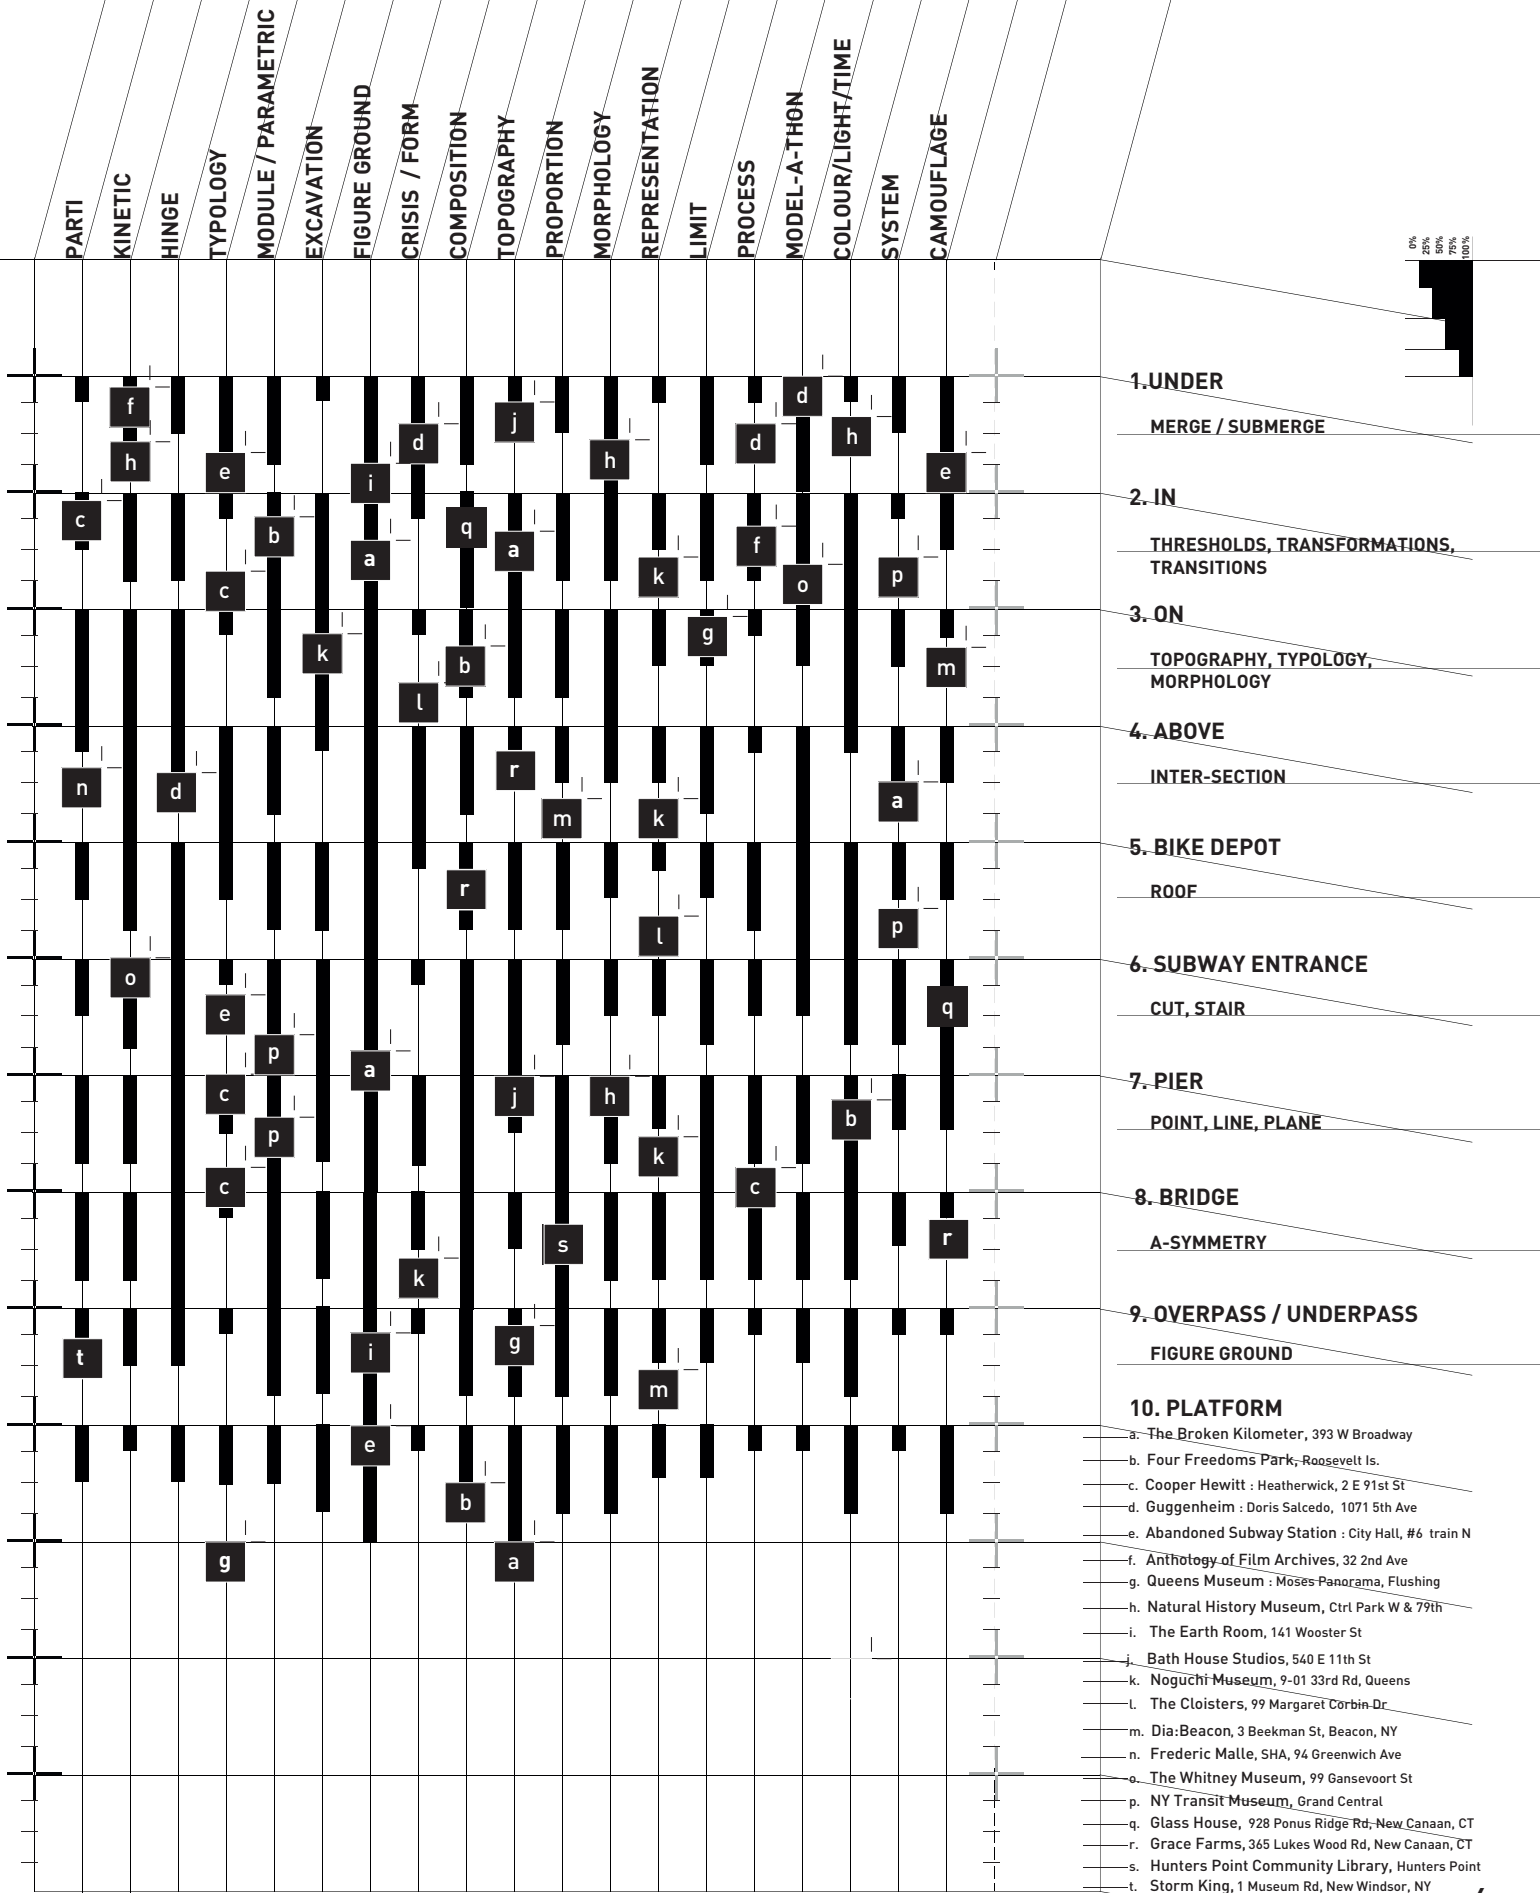 PARTI
KINETIC
HINGE
TYPOLOGY
MODULE / PARAMETRIC
EXCAVATION
FIGURE GROUND
CRISIS / FORM
COMPOSITION
TOPOGRAPHY
PROPORTION
MORPHOLOGY
REPRESENTATION
LIMIT
PROCESS
MODEL-A-THON
COLOUR/LIGHT/TIME
SYSTEM
CAMOUFLAGE
0%
25%
50%
75%
100%
f
d
j
d
d
h
h
h
e
e
i
c
q
b
a
a
f
k
p
o
c
g
k
b
m
l
r
n
d
a
m
k
r
p
l
o
q
e
p
a
c
j
h
b
p
k
c
c
r
s
k
g
i
t
m
e
b
g
a
1.UNDER
MERGE / SUBMERGE
2. IN
THRESHOLDS, TRANSFORMATIONS,
TRANSITIONS
3. ON
TOPOGRAPHY, TYPOLOGY,
MORPHOLOGY
4. ABOVE
INTER-SECTION
5. BIKE DEPOT
ROOF
6. SUBWAY ENTRANCE
CUT, STAIR
7. PIER
POINT, LINE, PLANE
8. BRIDGE
A-SYMMETRY
9. OVERPASS / UNDERPASS
FIGURE GROUND
10. PLATFORM
a. The Broken Kilometer, 393 W Broadway
b. Four Freedoms Park, Roosevelt Is.
c. Cooper Hewitt : Heatherwick, 2 E 91st St
d. Guggenheim : Doris Salcedo, 1071 5th Ave
e. Abandoned Subway Station : City Hall, #6 train N
f. Anthology of Film Archives, 32 2nd Ave
g. Queens Museum : Moses Panorama, Flushing
h. Natural History Museum, Ctrl Park W & 79th
i. The Earth Room, 141 Wooster St
j. Bath House Studios, 540 E 11th St
k. Noguchi Museum, 9-01 33rd Rd, Queens
l. The Cloisters, 99 Margaret Corbin Dr
m. Dia:Beacon, 3 Beekman St, Beacon, NY
n. Frederic Malle, SHA, 94 Greenwich Ave
o. The Whitney Museum, 99 Gansevoort St
p. NY Transit Museum, Grand Central
q. Glass House, 928 Ponus Ridge Rd, New Canaan, CT
r. Grace Farms, 365 Lukes Wood Rd, New Canaan, CT
s. Hunters Point Community Library, Hunters Point
t. Storm King, 1 Museum Rd, New Windsor, NY